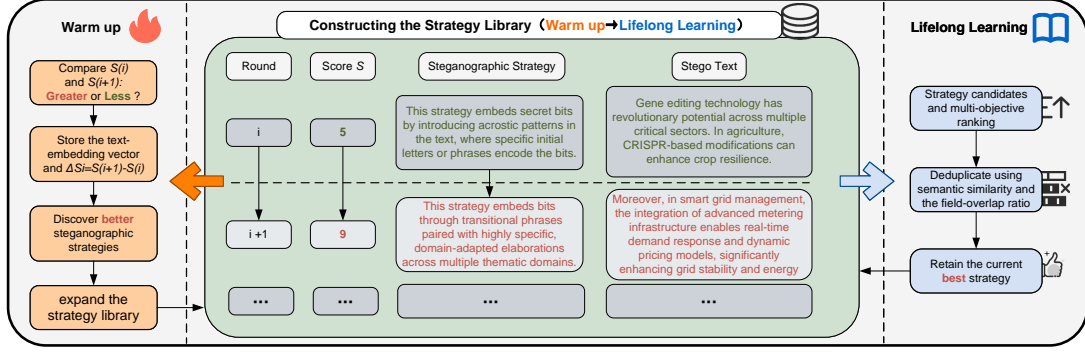 Warm up
Compare S(i)
and S(i+1):
Greater or Less ?
Store the text-
embedding vector
and ΔSi=S(i+1)-S(i)
Discover better
steganographic
strategies
expand the
strategy library
Constructing the Strategy Library（Warm up→Lifelong Learning）
Round
Score S
Steganographic Strategy
Stego Text
i
5
This strategy embeds secret bits
by introducing acrostic patterns in
the text, where specific initial
letters or phrases encode the bits.
Gene editing technology has
revolutionary potential across multiple
critical sectors. In agriculture,
CRISPR-based modifications can
enhance crop resilience.
i +1
9
This strategy embeds bits
through transitional phrases
paired with highly specific,
domain-adapted elaborations
across multiple thematic domains.
Moreover, in smart grid management,
the integration of advanced metering
infrastructure enables real-time
demand response and dynamic
pricing models, significantly
enhancing grid stability and energy
...
...
...
...
Lifelong Learning
Strategy candidates
and multi-objective
ranking
Deduplicate using
semantic similarity and
the field-overlap ratio
Retain the current
best strategy